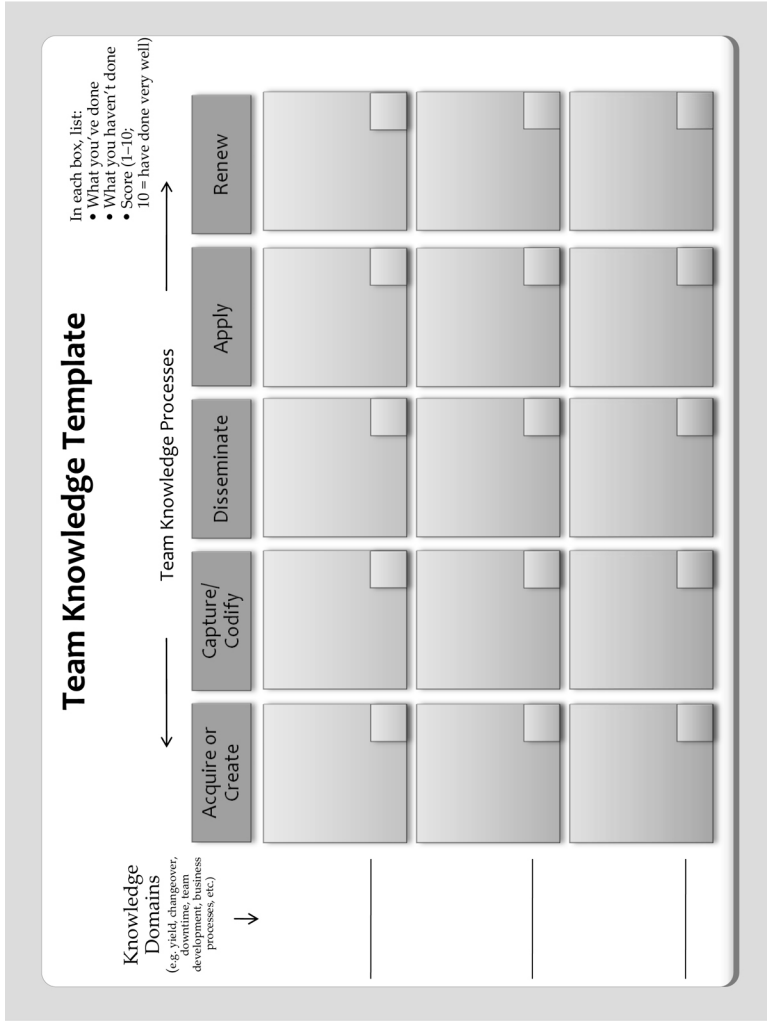 Team Knowledge Template
In each box, list:
• What you’ve done
• What you haven’t done
• Score (1–10;
10 = have done very well)
Team Knowledge Processes
Knowledge
Domains
(e.g. yield, changeover,
downtime, team
development, business
processes, etc.)
Acquire or
Create
Capture/
Codify
Disseminate
Apply
Renew